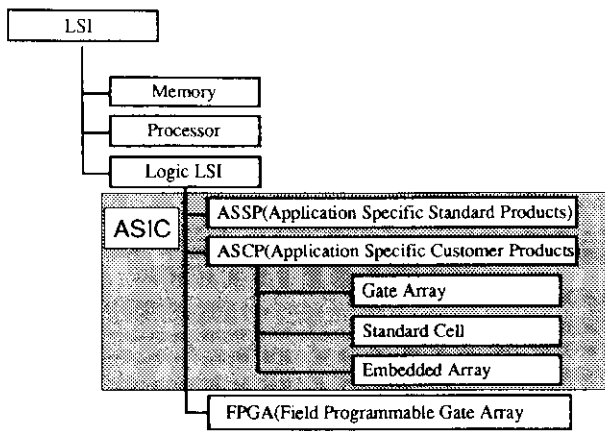 LSI
Memory
Processor
Logic LSI
ASIC
ASSP(Application Specific Standard Products)
ASCP(Application Specific Customer Products
Gate Array
Standard Cell
Embedded Array
FPGA(Field Programmable Gate Array